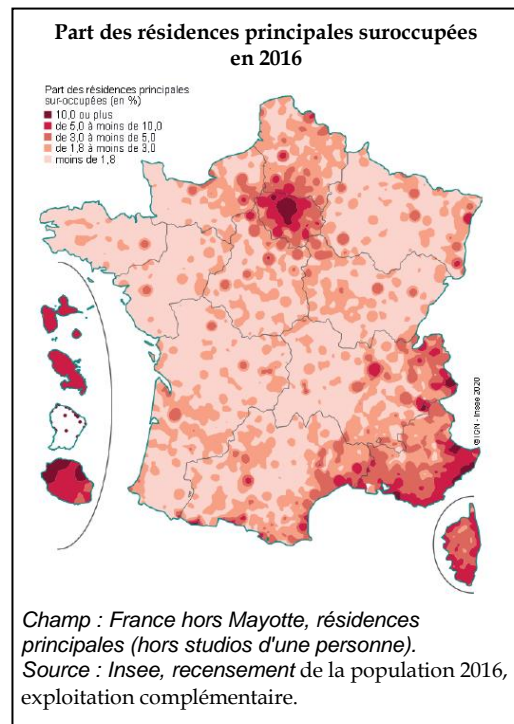 Part des résidences principales suroccupées
en 2016
Part des résidences principales
sur-occupées (en %)
10,0 ou plus
de 5,0 à moins de 10,0
de 3,0 à moins de 5,0
de 1,8 à moins de 3,0
moins de 1,8
© IGN - Insee 2020
Champ : France hors Mayotte, résidences
principales (hors studios d'une personne).
Source : Insee, recensement de la population 2016,
exploitation complémentaire.